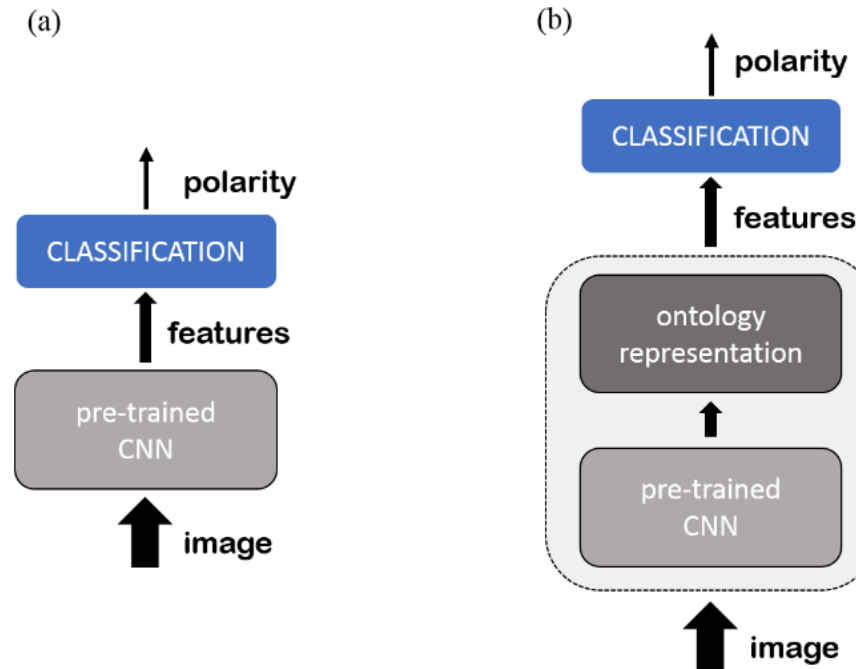 (a)
polarity
CLASSIFICATION
features
pre-trained
CNN
image
(b)
polarity
CLASSIFICATION
features
ontology
representation
pre-trained
CNN
image